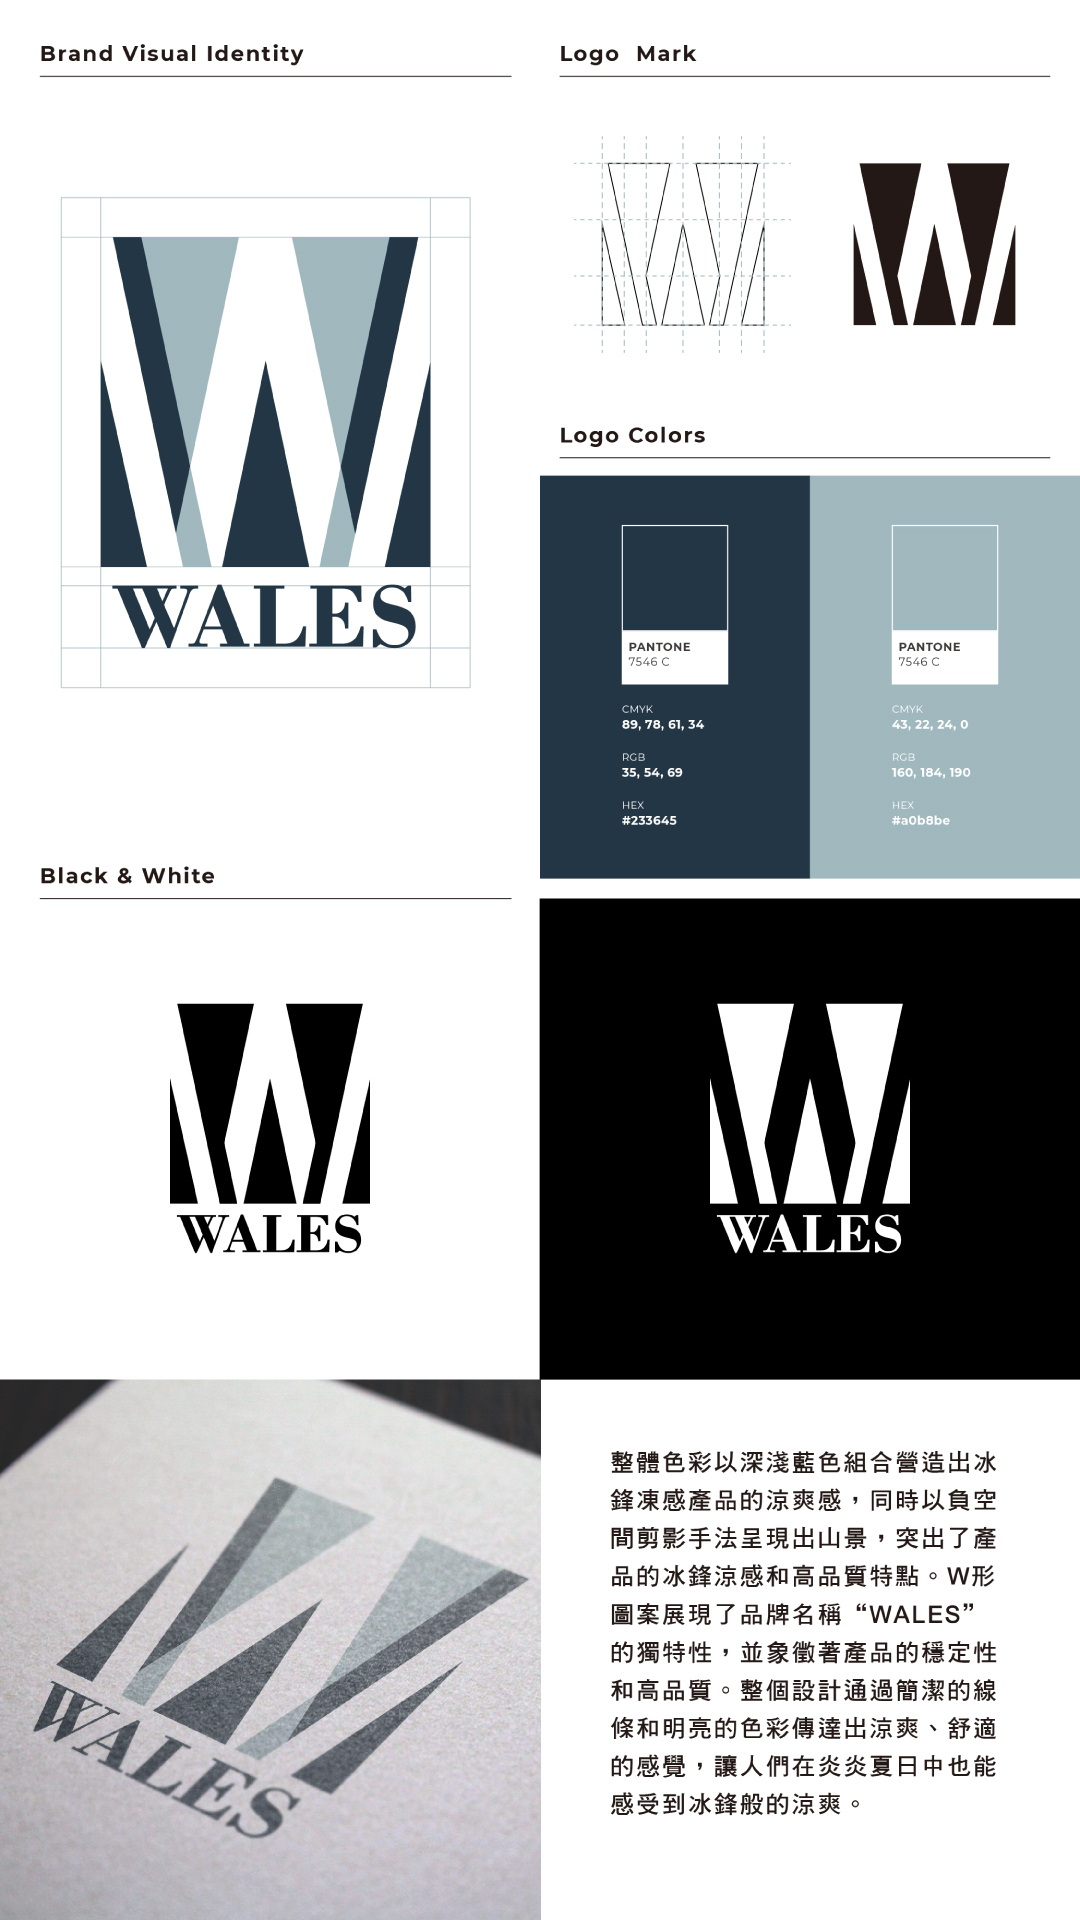 Brand Visual Identity
WALES
Logo Mark
Logo Colors
PANTONE
7546 C
CMYK
89, 78, 61, 34
RGB
35, 54, 69
HEX
#233645
PANTONE
7546 C
CMYK
43, 22, 24, 0
RGB
160, 184, 190
HEX
#a0b8be
Black & White
WALES
WALES
WALES
整體色彩以深淺藍色組合營造出冰
鋒凍感產品的涼爽感，同時以負空
間剪影手法呈現出山景，突出了產
品的冰鋒涼感和高品質特點。W形
圖案展現了品牌名稱“WALES”
的獨特性，並象徵著產品的穩定性
和高品質。整個設計通過簡潔的線
條和明亮的色彩傳達出涼爽、舒適
的感覺，讓人們在炎炎夏日中也能
感受到冰鋒般的涼爽。